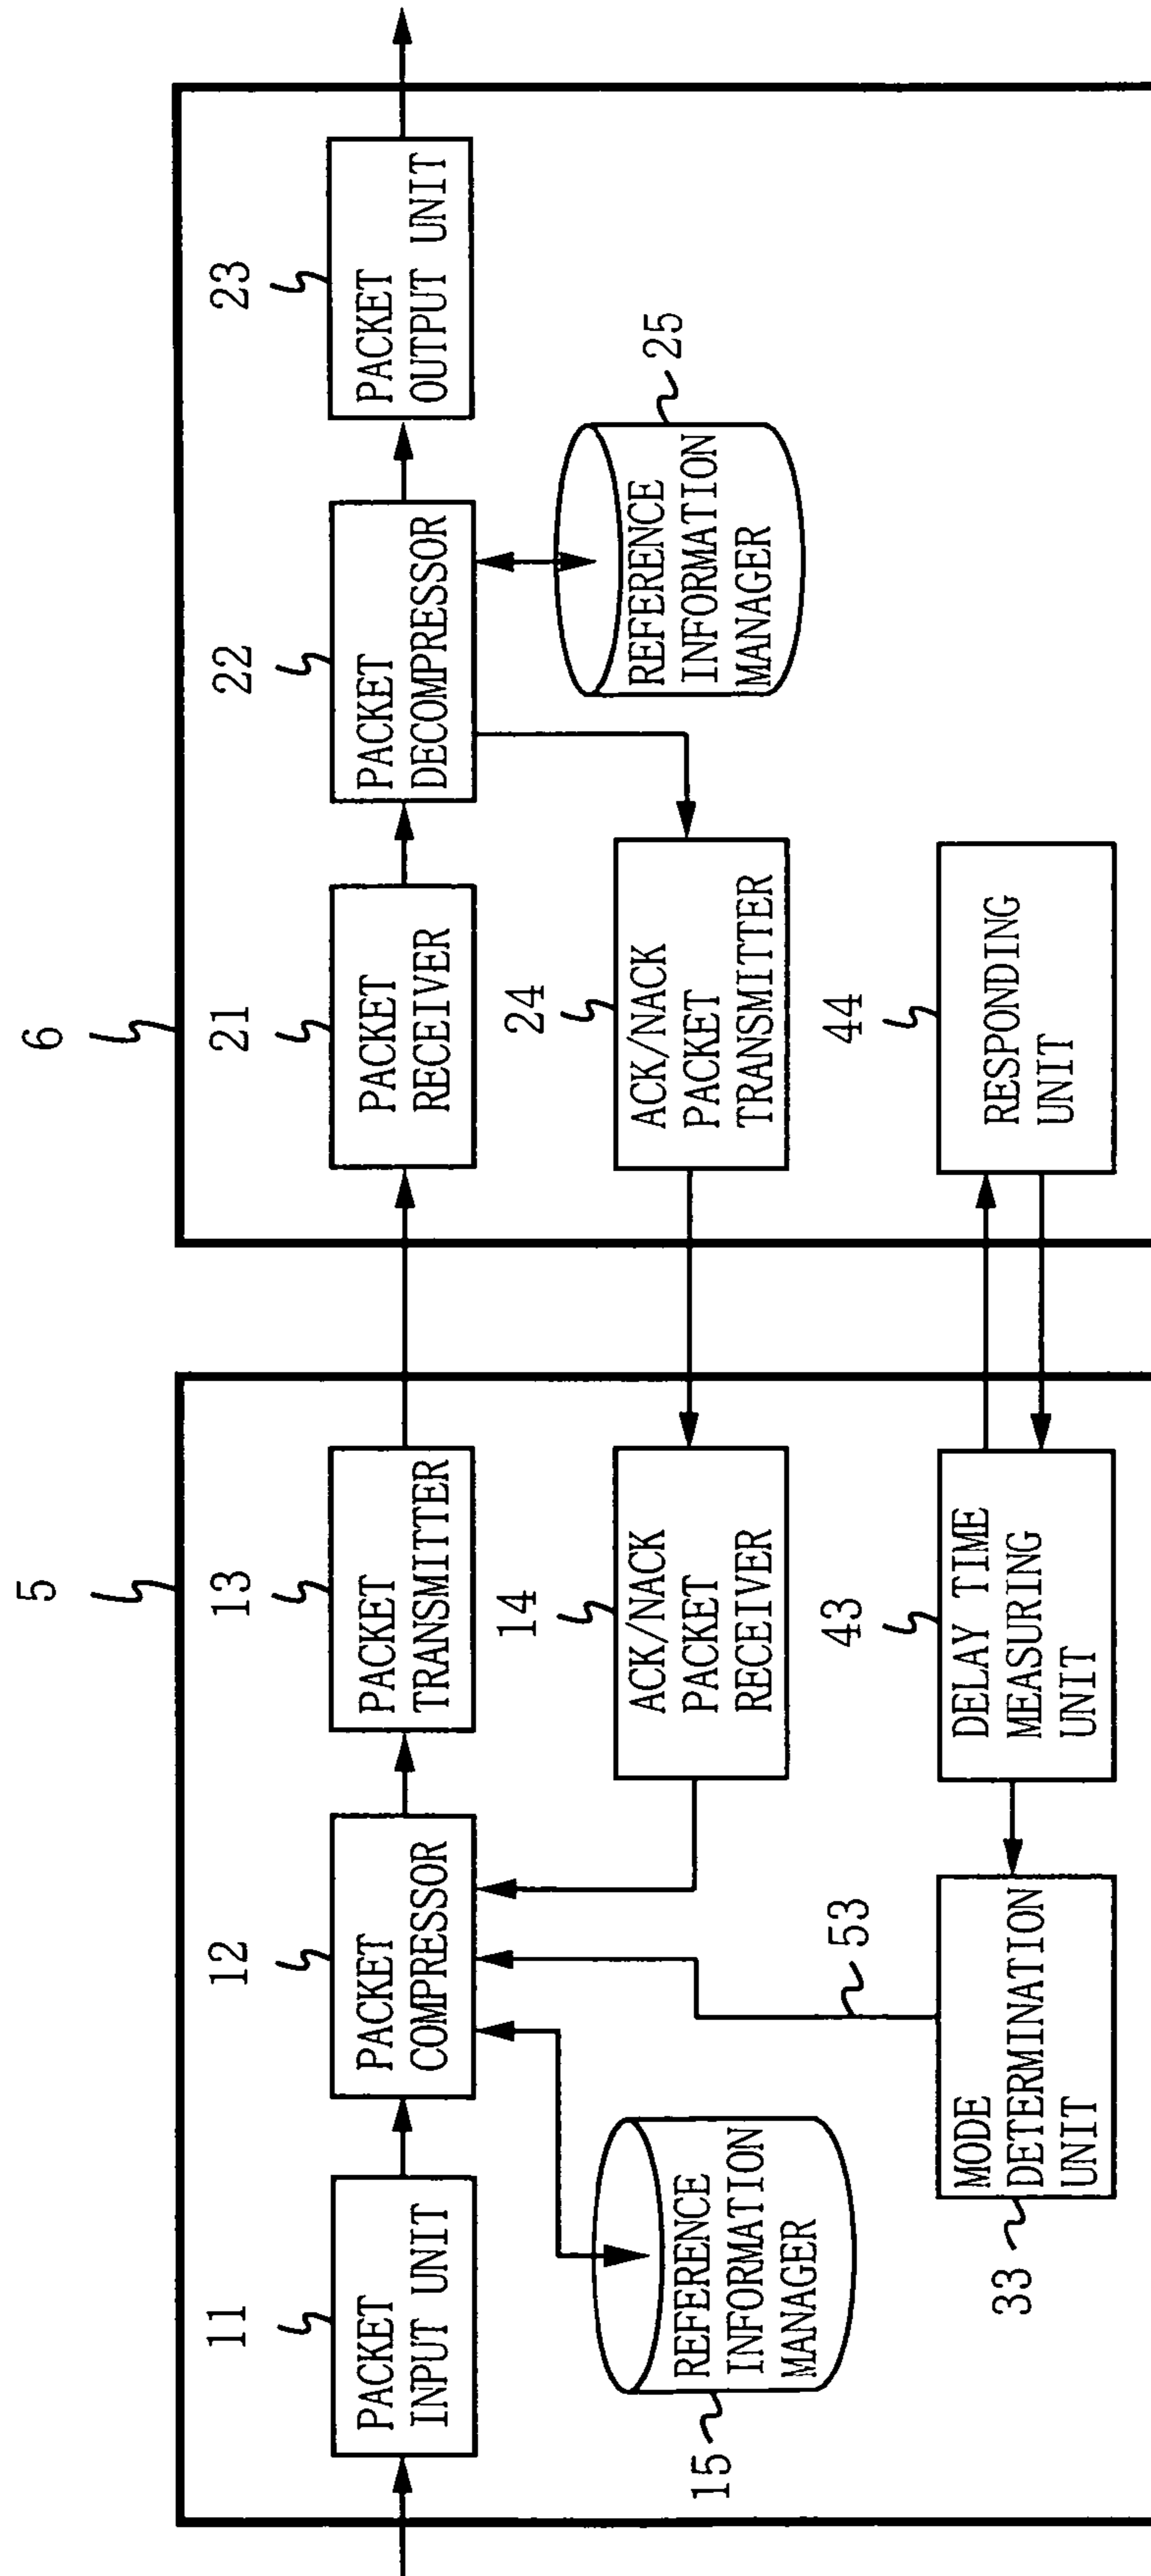 5
11
PACKET
INPUT UNIT
12
PACKET
COMPRESSOR
13
PACKET
TRANSMITTER
14
ACK/NACK
PACKET
RECEIVER
15
REFERENCE
INFORMATION
MANAGER
53
33
MODE
DETERMINATION
UNIT
43
DELAY TIME
MEASURING
UNIT
6
21
PACKET
RECEIVER
22
PACKET
DECOMPRESSOR
23
PACKET
OUTPUT UNIT
24
ACK/NACK
PACKET
TRANSMITTER
25
REFERENCE
INFORMATION
MANAGER
44
RESPONDING
UNIT